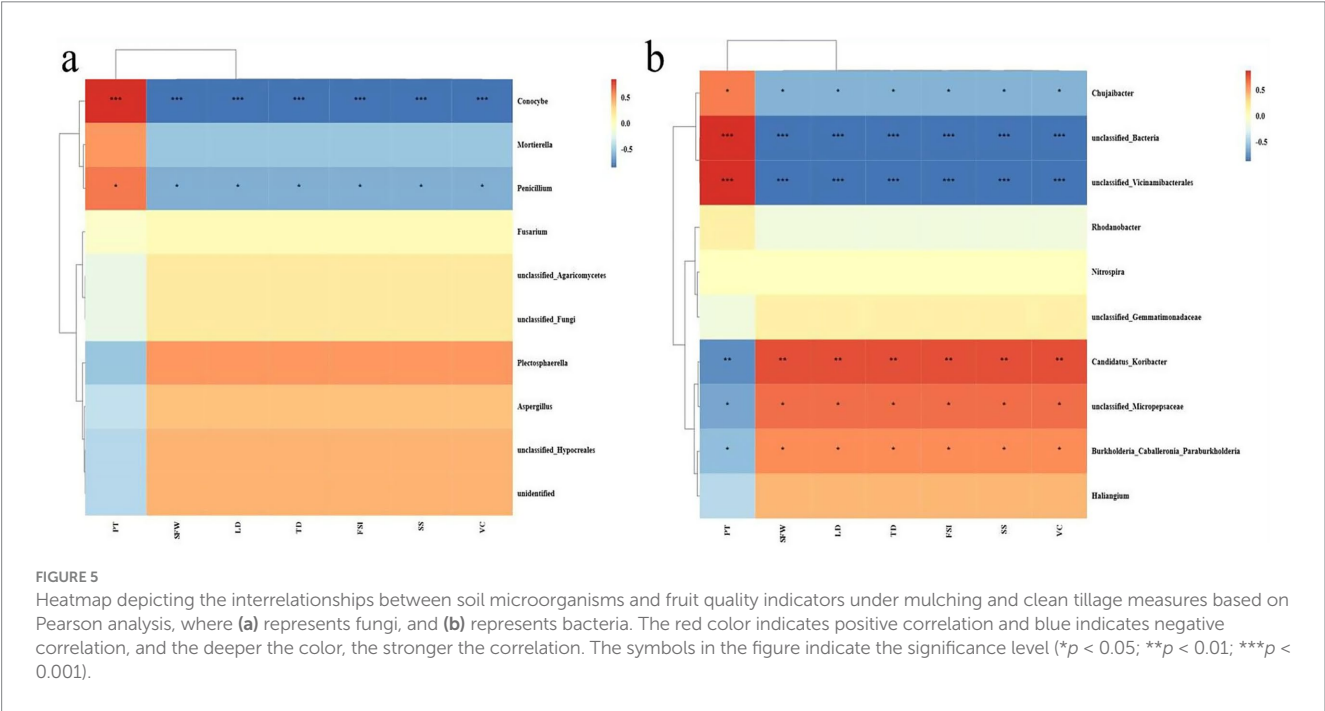 a
***
***
***
***
***
***
***
Conocybe
Mortierella
*
*
*
*
*
*
*
Penicillium
Fusarium
unclassified_Agaricomycetes
unclassified_Fungi
Plectosphaerella
Aspergillus
unclassified_Hypocreales
unidentified
0.5
0.0
-0.5
PT
SFW
LD
TD
FSI
SS
VC
b
*
*
*
*
*
*
*
Chujaibacter
***
***
***
***
***
***
***
unclassified_Bacteria
***
***
***
***
***
***
***
unclassified_Vicinamibacterales
Rhodanobacter
Nitrospira
unclassified_Gemmatimonadaceae
**
**
**
**
**
**
**
Candidatus_Koribacter
*
*
*
*
*
*
*
unclassified_Micropepsaceae
*
*
*
*
*
*
*
Burkholderia_Caballeronia_Paraburkholderia
Haliangium
0.5
0.0
-0.5
PT
SFW
LD
TD
FSI
SS
VC
FIGURE 5
Heatmap depicting the interrelationships between soil microorganisms and fruit quality indicators under mulching and clean tillage measures based on
Pearson analysis, where (a) represents fungi, and (b) represents bacteria. The red color indicates positive correlation and blue indicates negative
correlation, and the deeper the color, the stronger the correlation. The symbols in the figure indicate the significance level (*p < 0.05; **p < 0.01; ***p <
0.001).